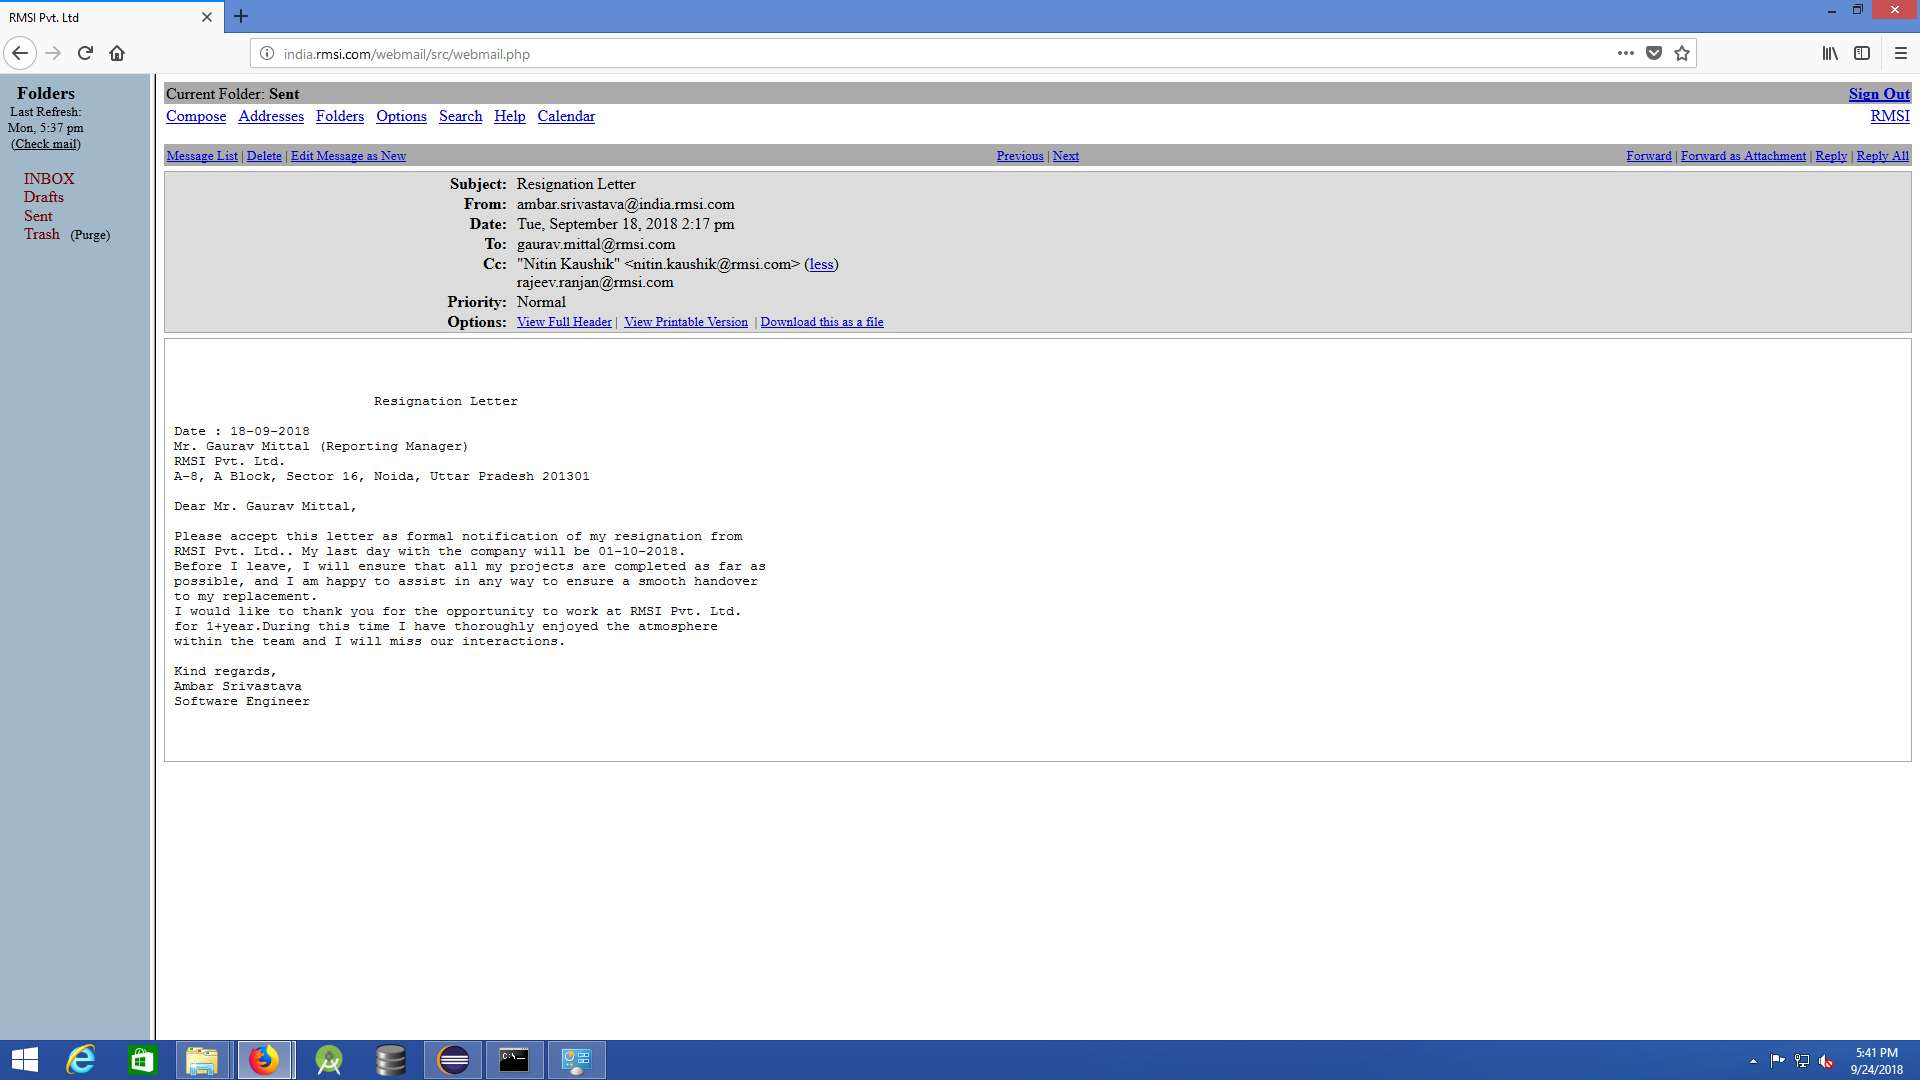 RMSI Pvt. Ltd
india.rmsi.com/webmail/src/webmail.php
Folders
Last Refresh:
Mon, 5:37 pm
(Check mail)
INBOX
Drafts
Sent
Trash (Purge)
Current Folder: Sent Sign Out
Compose Addresses Folders Options Search Help Calendar RMSI
Message List | Delete | Edit Message as New Previous | Next Forward | Forward as Attachment | Reply | Reply All
Subject: Resignation Letter
From: ambar.srivastava@india.rmsi.com
Date: Tue, September 18, 2018 2:17 pm
To: gaurav.mittal@rmsi.com
Cc: "Nitin Kaushik" <nitin.kaushik@rmsi.com> (less)
rajeev.ranjan@rmsi.com
Priority: Normal
Options: View Full Header | View Printable Version | Download this as a file
Resignation Letter
Date : 18-09-2018
Mr. Gaurav Mittal (Reporting Manager)
RMSI Pvt. Ltd.
A-8, A Block, Sector 16, Noida, Uttar Pradesh 201301
Dear Mr. Gaurav Mittal,
Please accept this letter as formal notification of my resignation from
RMSI Pvt. Ltd.. My last day with the company will be 01-10-2018.
Before I leave, I will ensure that all my projects are completed as far as
possible, and I am happy to assist in any way to ensure a smooth handover
to my replacement.
I would like to thank you for the opportunity to work at RMSI Pvt. Ltd.
for 1+year.During this time I have thoroughly enjoyed the atmosphere
within the team and I will miss our interactions.
Kind regards,
Ambar Srivastava
Software Engineer
C:\_
5:41 PM
9/24/2018